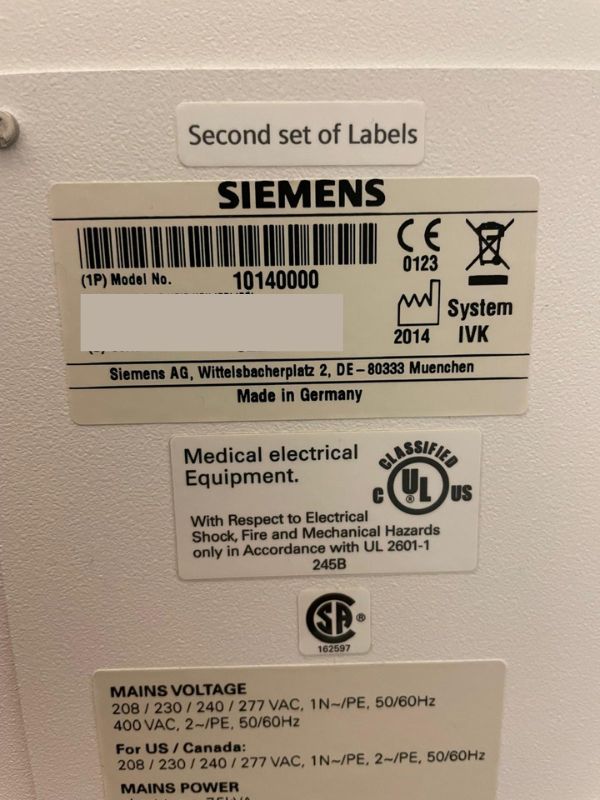 Second set of Labels
SIEMENS
(1P) Model No. 10140000
CE
0123
2014
System
IVK
Siemens AG, Wittelsbacherplatz 2, DE – 80333 Muenchen
Made in Germany
Medical electrical
Equipment.
CLASSIFIED
C UL ® US
With Respect to Electrical
Shock, Fire and Mechanical Hazards
only in Accordance with UL 2601-1
245B
SA ®
162597
MAINS VOLTAGE
208 / 230 / 240 / 277 VAC, 1N~/PE, 50/60Hz
400 VAC, 2~/PE, 50/60Hz
For US / Canada:
208 / 230 / 240 / 277 VAC, 1N~/PE, 2~/PE, 50/60Hz
MAINS POWER